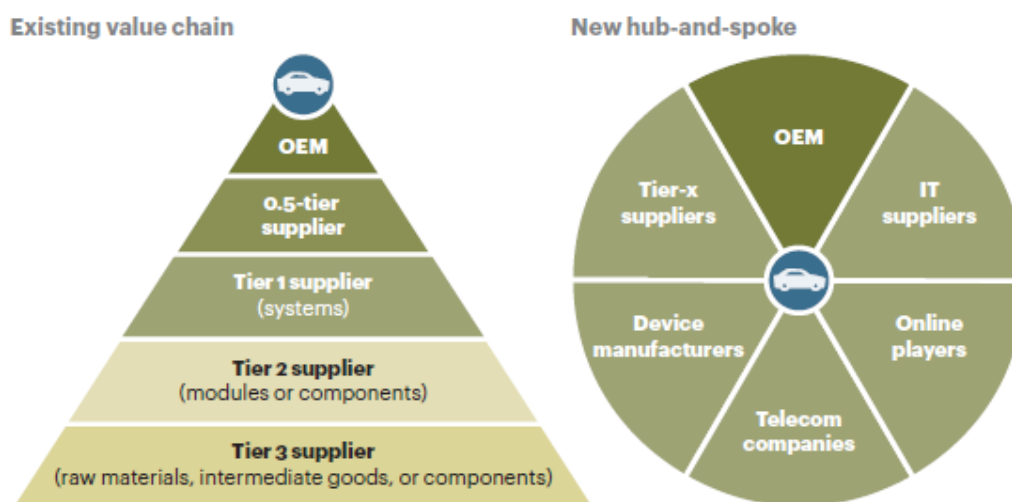 Existing value chain
OEM
0.5-tier
supplier
Tier 1 supplier
(systems)
Tier 2 supplier
(modules or components)
Tier 3 supplier
(raw materials, intermediate goods, or components)
New hub-and-spoke
OEM
IT
suppliers
Online
players
Telecom
companies
Device
manufacturers
Tier-x
suppliers